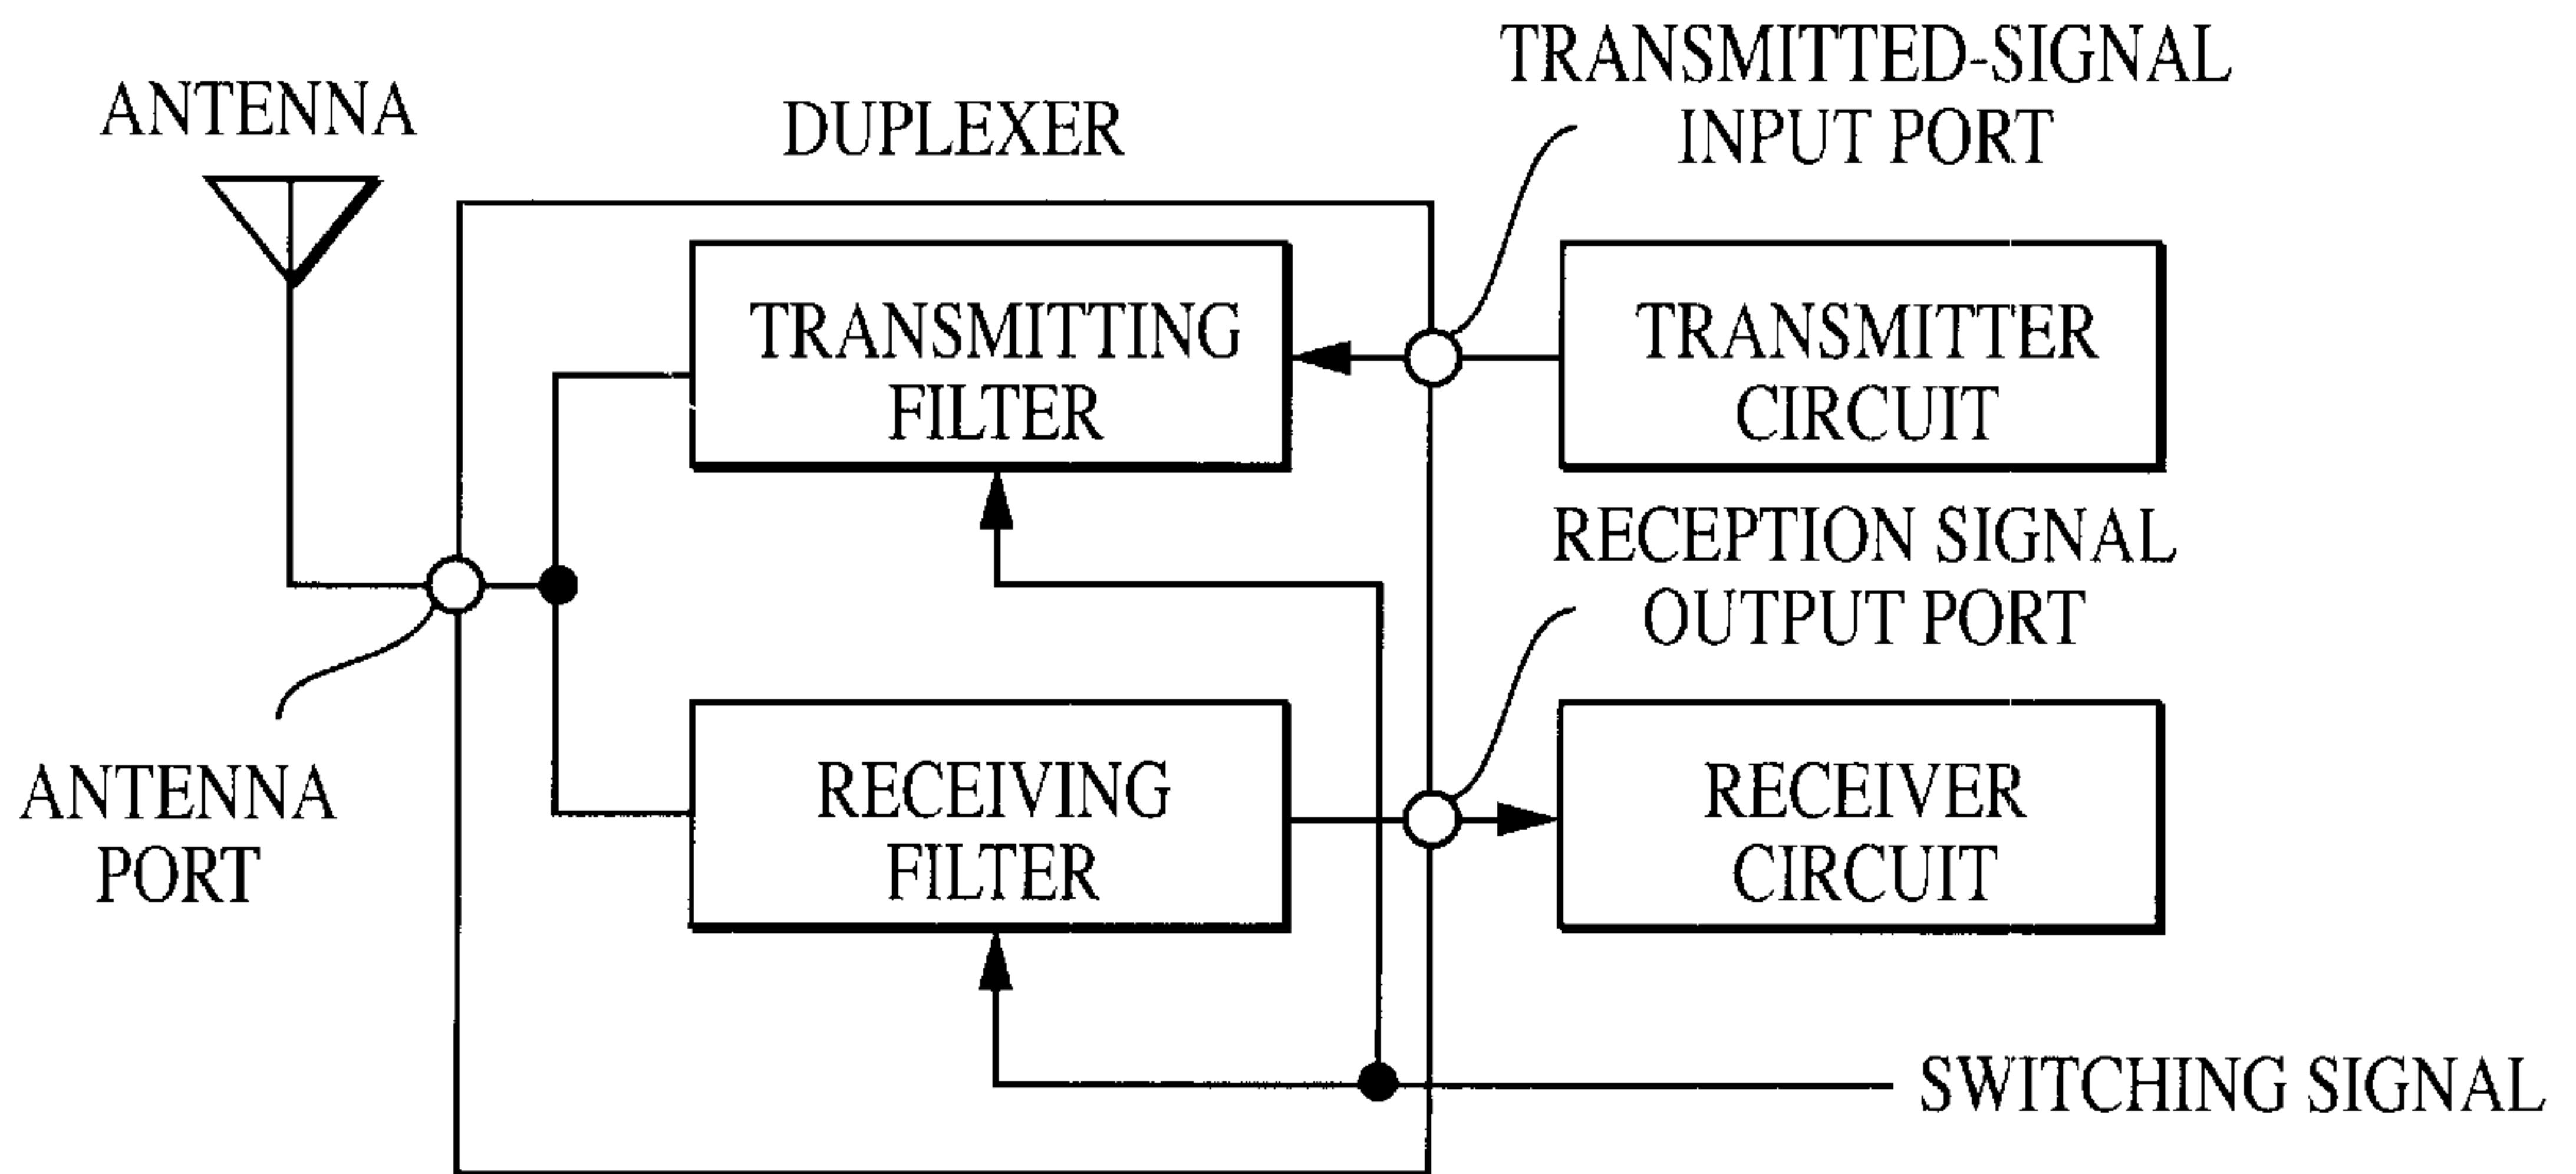 TRANSMITTED-SIGNAL
INPUT PORT
ANTENNA
DUPLEXER
TRANSMITTING
FILTER
TRANSMITTER
CIRCUIT
RECEPTION SIGNAL
OUTPUT PORT
ANTENNA
PORT
RECEIVING
FILTER
RECEIVER
CIRCUIT
SWITCHING SIGNAL